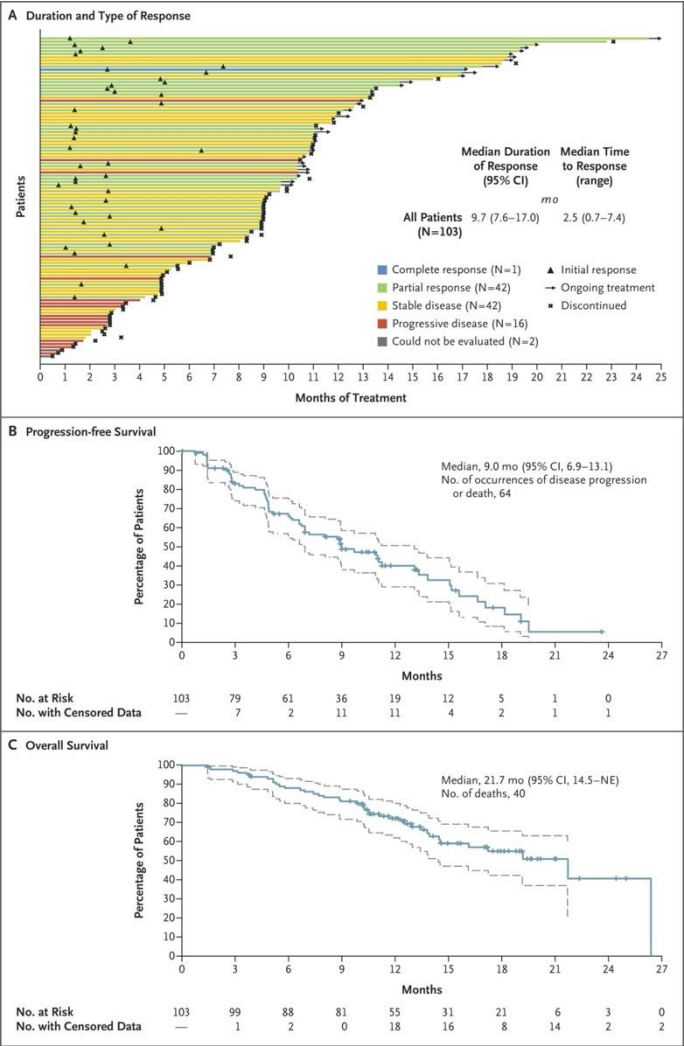 A Duration and Type of Response
Patients
Median Duration of Response (95% CI)
Median Time to Response (range)
mo
All Patients (N=103)
9.7 (7.6–17.0)
2.5 (0.7–7.4)
Complete response (N=1)
Partial response (N=42)
Stable disease (N=42)
Progressive disease (N=16)
Could not be evaluated (N=2)
Initial response
Ongoing treatment
Discontinued
0 1 2 3 4 5 6 7 8 9 10 11 12 13 14 15 16 17 18 19 20 21 22 23 24 25
Months of Treatment
B Progression-free Survival
Percentage of Patients
100
90
80
70
60
50
40
30
20
10
0
Median, 9.0 mo (95% CI, 6.9–13.1)
No. of occurrences of disease progression
or death, 64
0 3 6 9 12 15 18 21 24 27
Months
No. at Risk 103 79 61 36 19 12 5 1 0
No. with Censored Data — 7 2 11 11 4 2 1 1
C Overall Survival
Percentage of Patients
100
90
80
70
60
50
40
30
20
10
0
Median, 21.7 mo (95% CI, 14.5–NE)
No. of deaths, 40
0 3 6 9 12 15 18 21 24 27
Months
No. at Risk 103 99 88 81 55 31 21 6 3 0
No. with Censored Data — 1 2 0 18 16 8 14 2 2